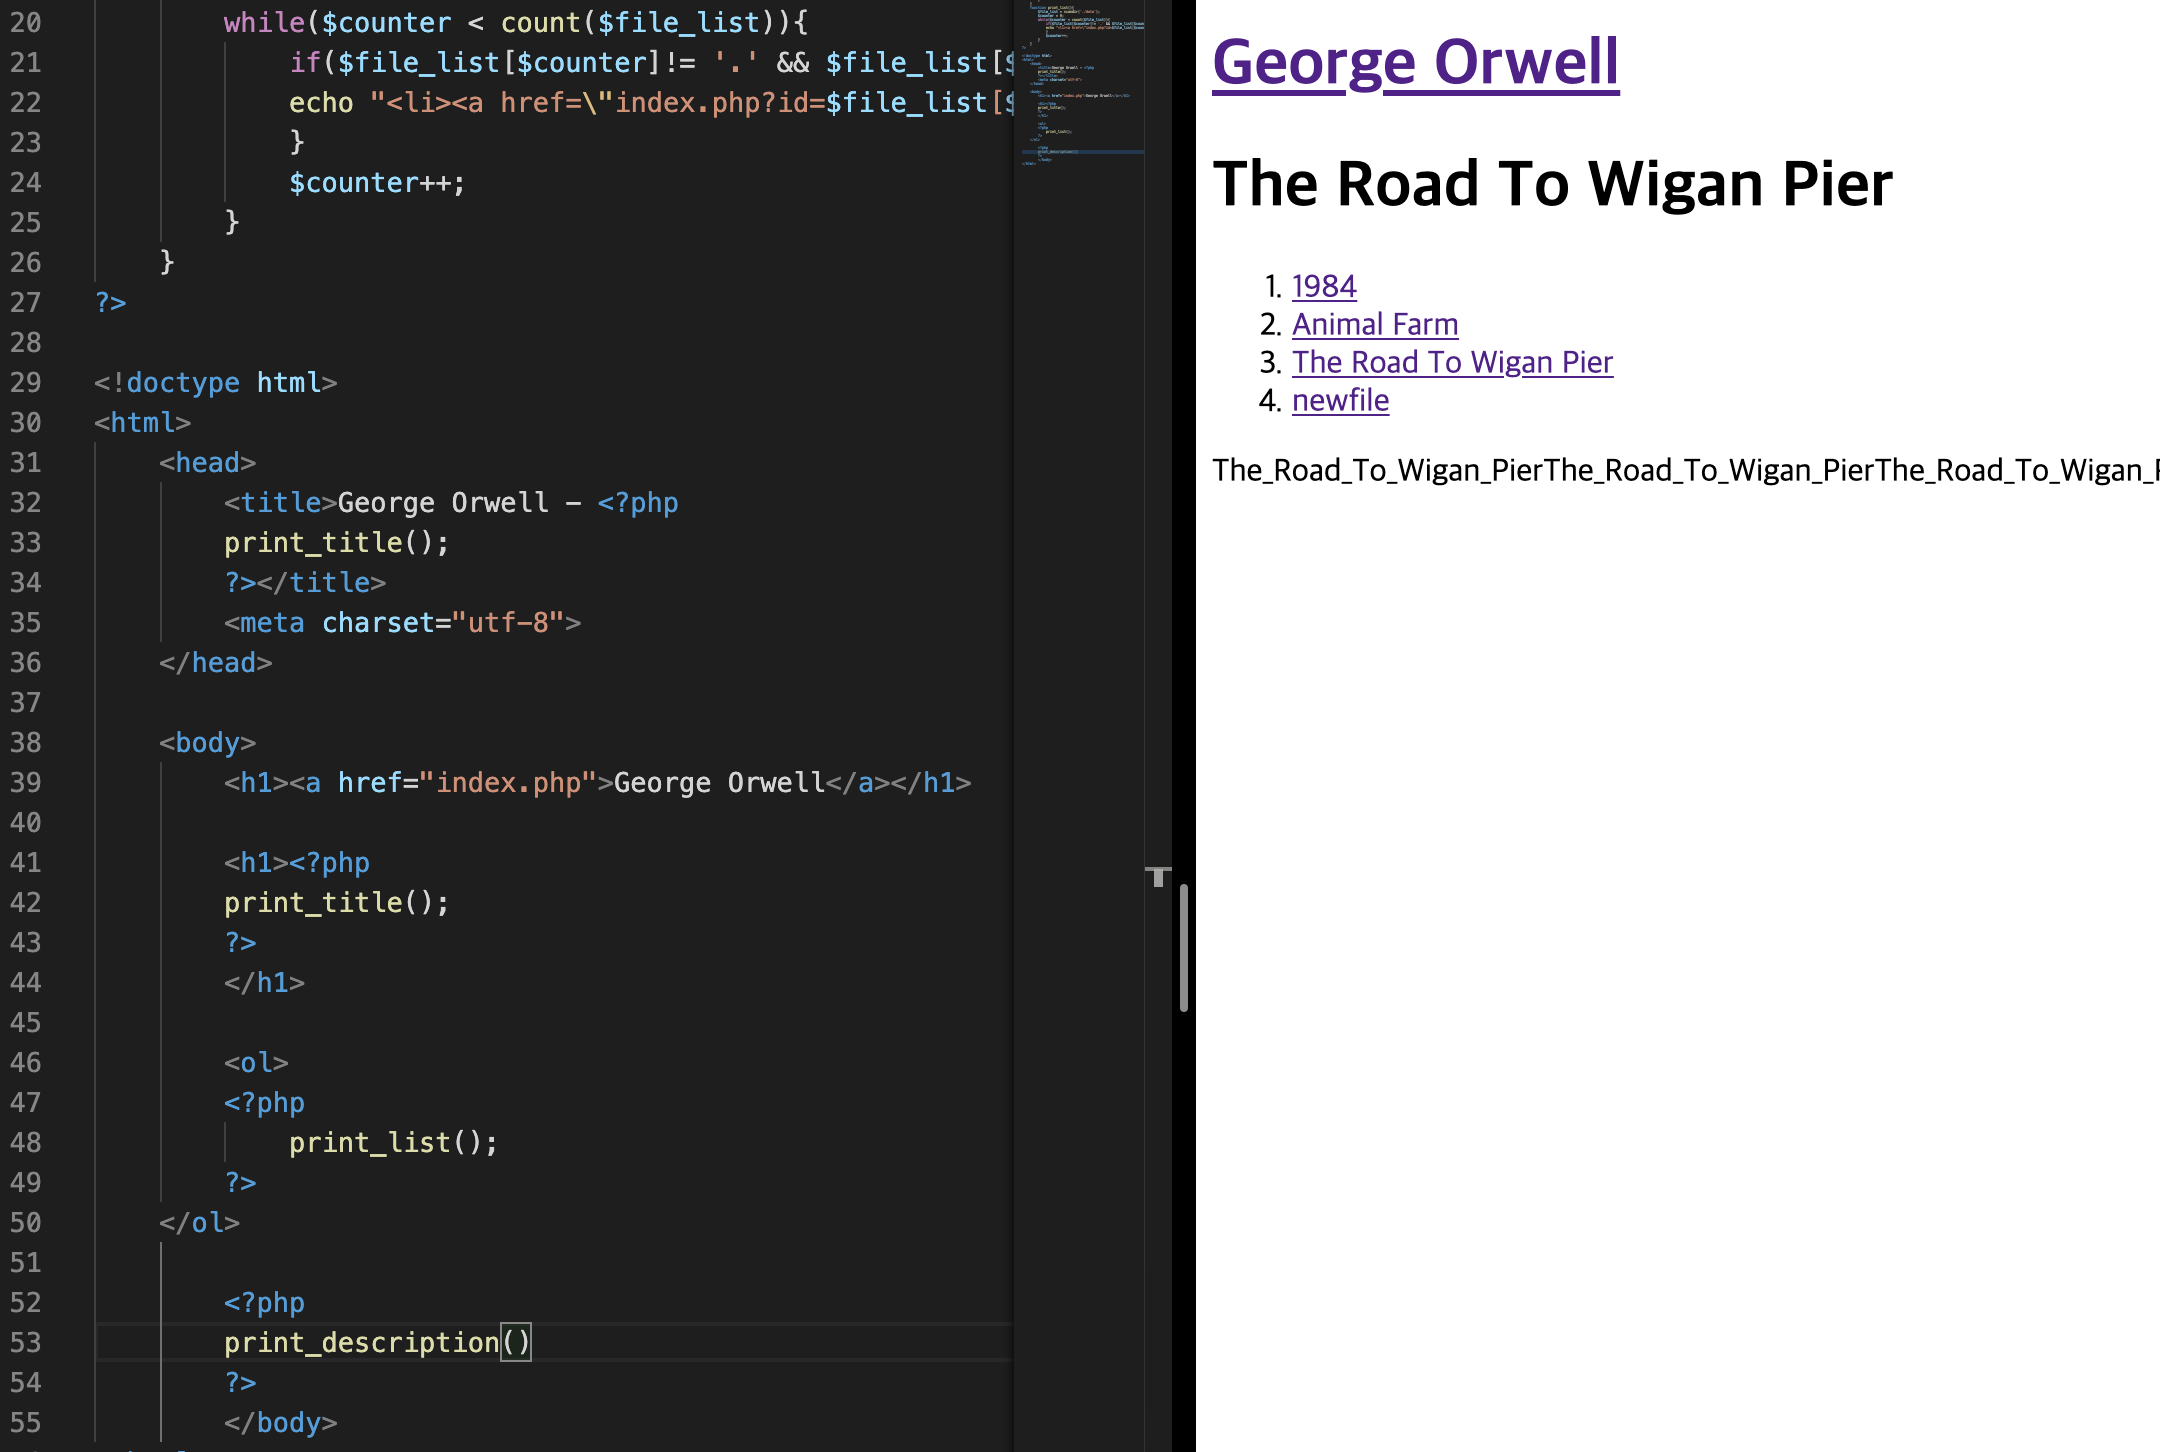 20 while($counter < count($file_list)){
21 if($file_list[$counter]!= '.' && $file_list[$
22 echo "<li><a href=\"index.php?id=$file_list[$
23 }
24 $counter++;
25 }
26 }
27 ?>
28
29 <!doctype html>
30 <html>
31 <head>
32 <title>George Orwell - <?php
33 print_title();
34 ?></title>
35 <meta charset="utf-8">
36 </head>
37
38 <body>
39 <h1><a href="index.php">George Orwell</a></h1>
40
41 <h1><?php
42 print_title();
43 ?>
44 </h1>
45
46 <ol>
47 <?php
48 print_list();
49 ?>
50 </ol>
51
52 <?php
53 print_description()
54 ?>
55 </body>
George Orwell
The Road To Wigan Pier
1. 1984
2. Animal Farm
3. The Road To Wigan Pier
4. newfile
The_Road_To_Wigan_PierThe_Road_To_Wigan_PierThe_Road_To_Wigan_